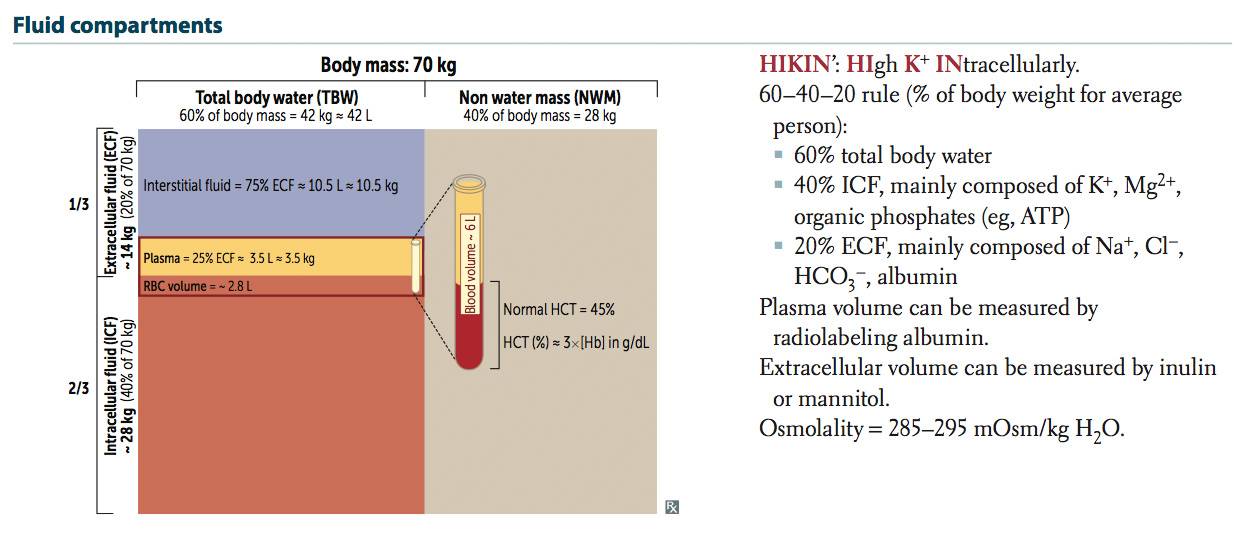 Fluid compartments
Body mass: 70 kg
Total body water (TBW)
60% of body mass = 42 kg ≈ 42 L
Non water mass (NWM)
40% of body mass = 28 kg
1/3
Extracellular fluid (ECF)
~ 14 kg (20% of 70 kg)
Interstitial fluid = 75% ECF ≈ 10.5 L ≈ 10.5 kg
Plasma = 25% ECF ≈ 3.5 L ≈ 3.5 kg
RBC volume = ~ 2.8 L
2/3
Intracellular fluid (ICF)
~ 28 kg (40% of 70 kg)
Blood volume ~ 6 L
Normal HCT = 45%
HCT (%) ≈ 3×[Hb] in g/dL
℞
HIKIN’: HIgh K⁺ INtracellularly.
60–40–20 rule (% of body weight for average
person):
▪ 60% total body water
▪ 40% ICF, mainly composed of K⁺, Mg²⁺,
organic phosphates (eg, ATP)
▪ 20% ECF, mainly composed of Na⁺, Cl⁻,
HCO₃⁻, albumin
Plasma volume can be measured by
radiolabeling albumin.
Extracellular volume can be measured by inulin
or mannitol.
Osmolality = 285–295 mOsm/kg H₂O.